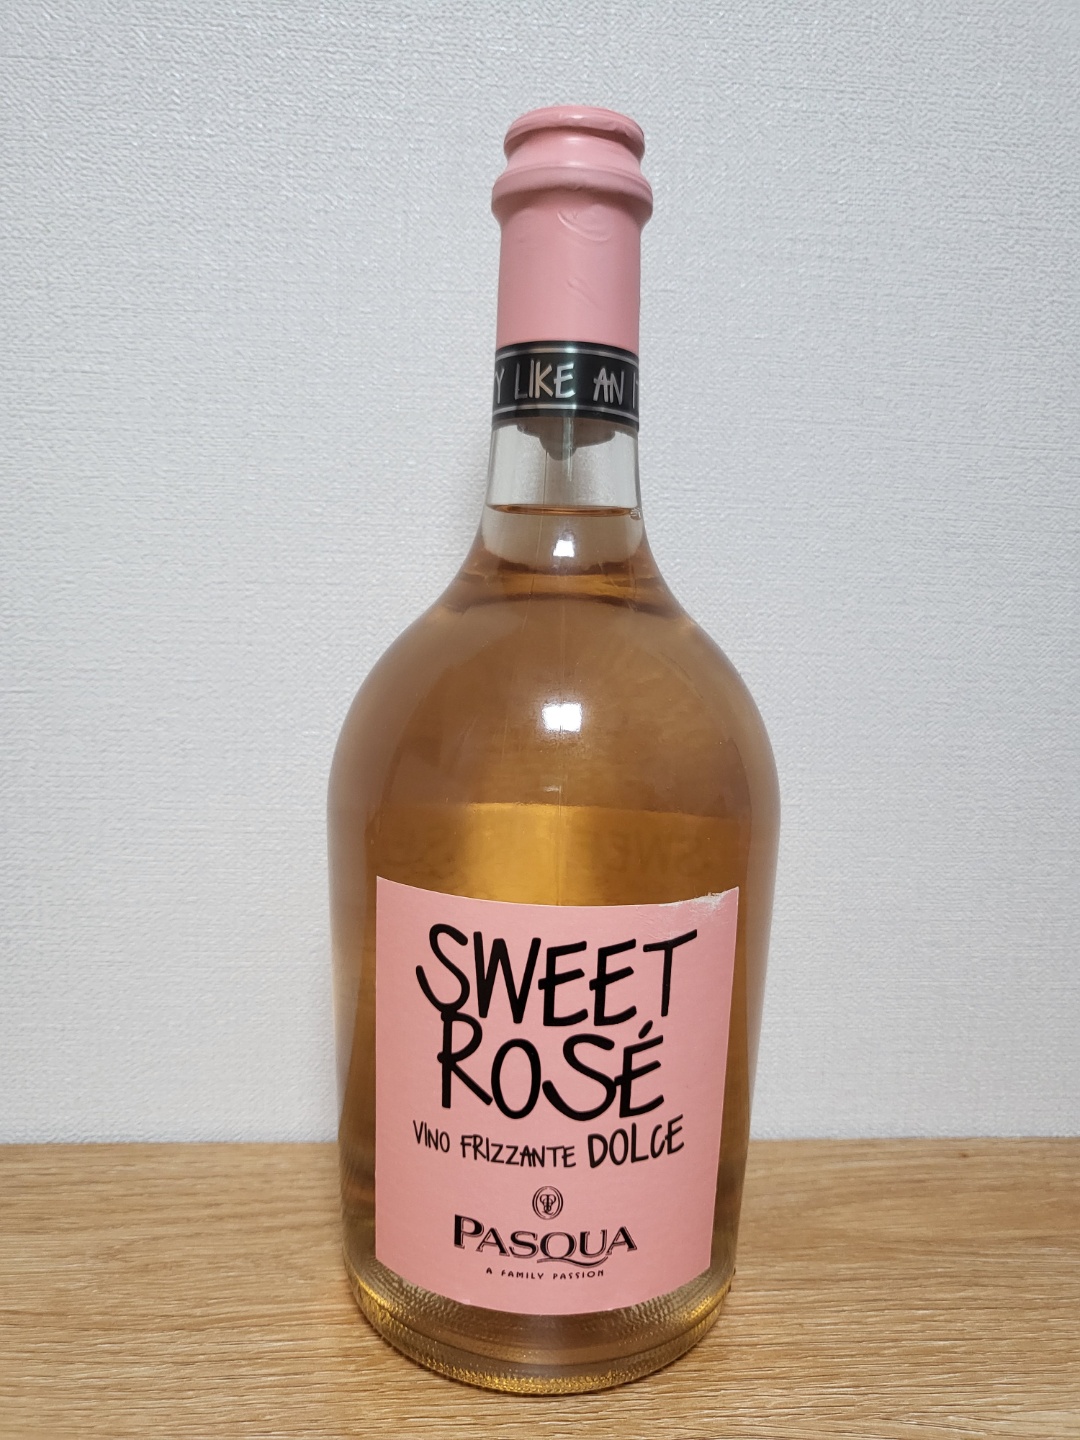 LIKE AN
SWEET
ROSÉ
VINO FRIZZANTE DOLCE
PASQUA
A FAMILY PASSION